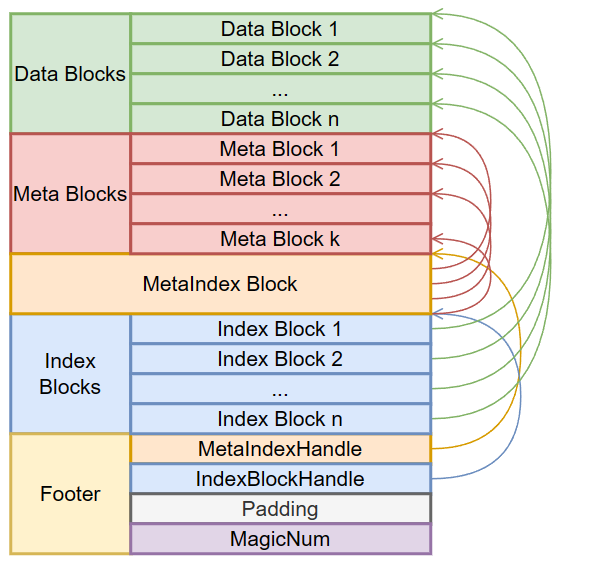 Data Blocks
Data Block 1
Data Block 2
...
Data Block n
Meta Blocks
Meta Block 1
Meta Block 2
...
Meta Block k
MetaIndex Block
Index
Blocks
Index Block 1
Index Block 2
...
Index Block n
Footer
MetaIndexHandle
IndexBlockHandle
Padding
MagicNum